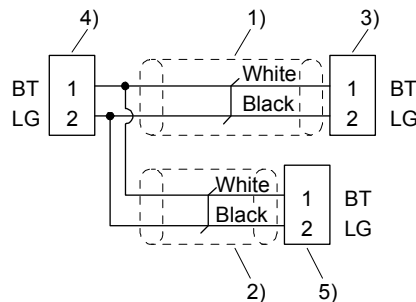 4) 1) 3)
White
BT 1 1 BT
Black
LG 2 2 LG
White
1 BT
Black
2 LG
2) 5)